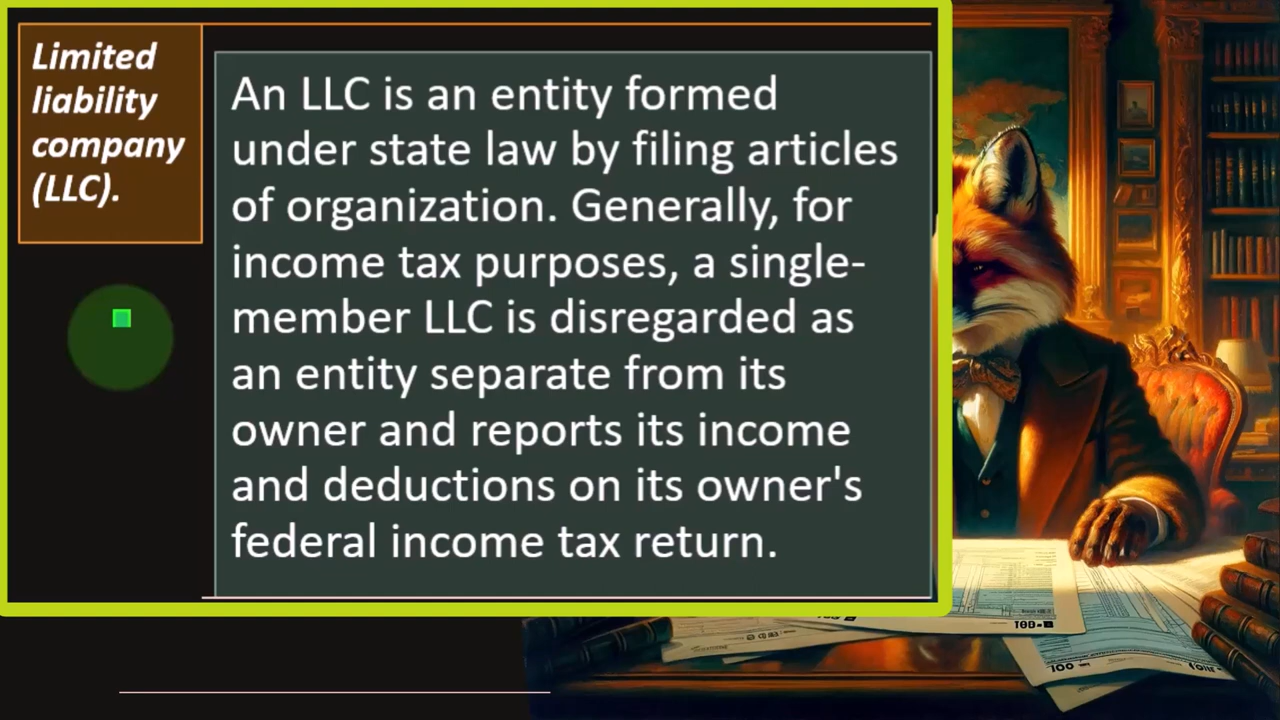 Limited
liability
company
(LLC).
An LLC is an entity formed
under state law by filing articles
of organization. Generally, for
income tax purposes, a single-
member LLC is disregarded as
an entity separate from its
owner and reports its income
and deductions on its owner's
federal income tax return.